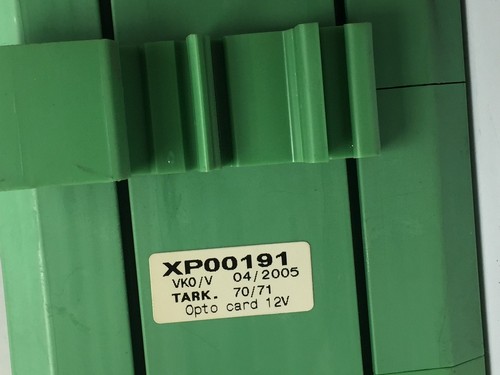 XP00191
VKO/V 04/2005
TARK. 70/71
Opto card 12V